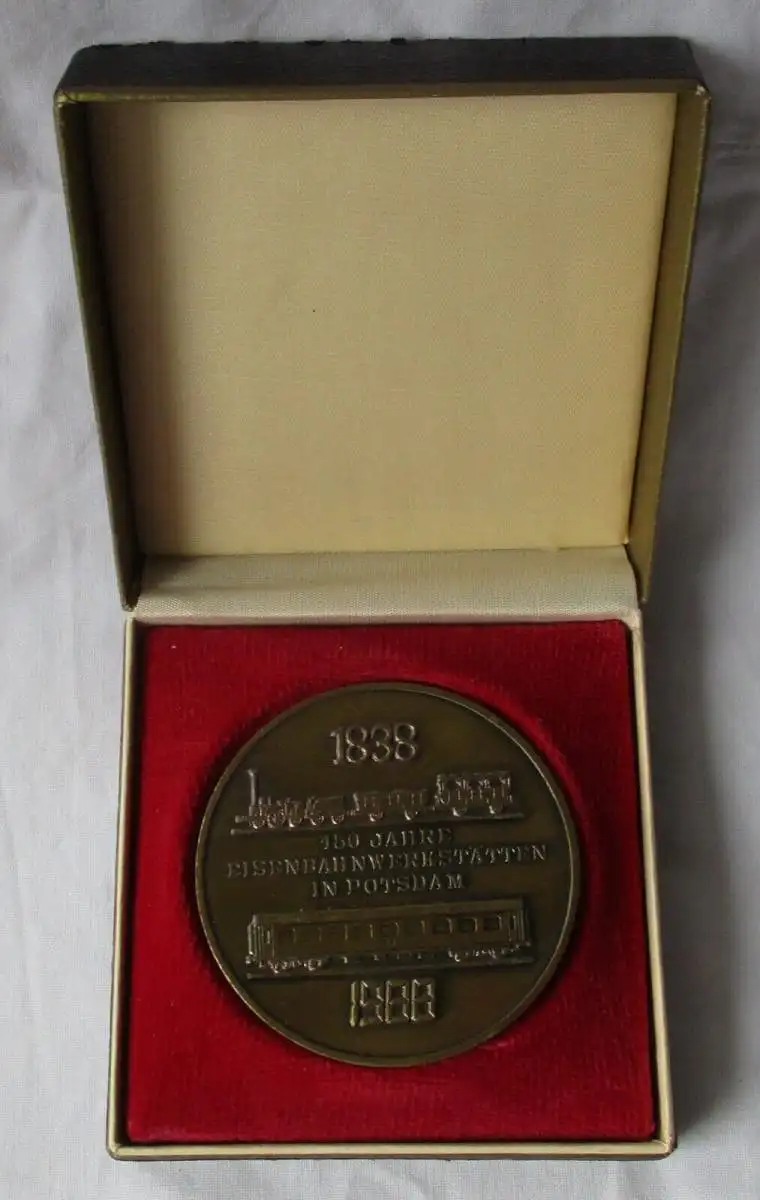 1838
150 JAHRE
EISENBAHNWERKSTÄTTEN
IN POTSDAM
1988